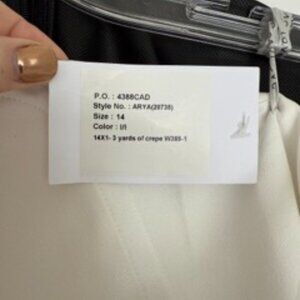 P.O. : 4388CAD
Style No. : ARYA(29738)
Size : 14
Color : I/I
14X1- 3 yards of crepe W385-1